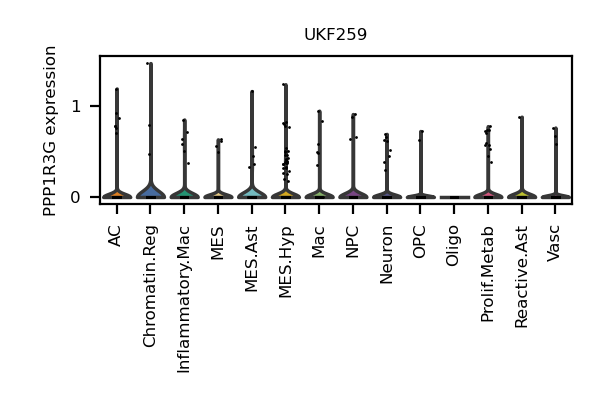 UKF259
PPP1R3G expression
1
0
AC
Chromatin.Reg
Inflammatory.Mac
MES
MES.Ast
MES.Hyp
Mac
NPC
Neuron
OPC
Oligo
Prolif.Metab
Reactive.Ast
Vasc